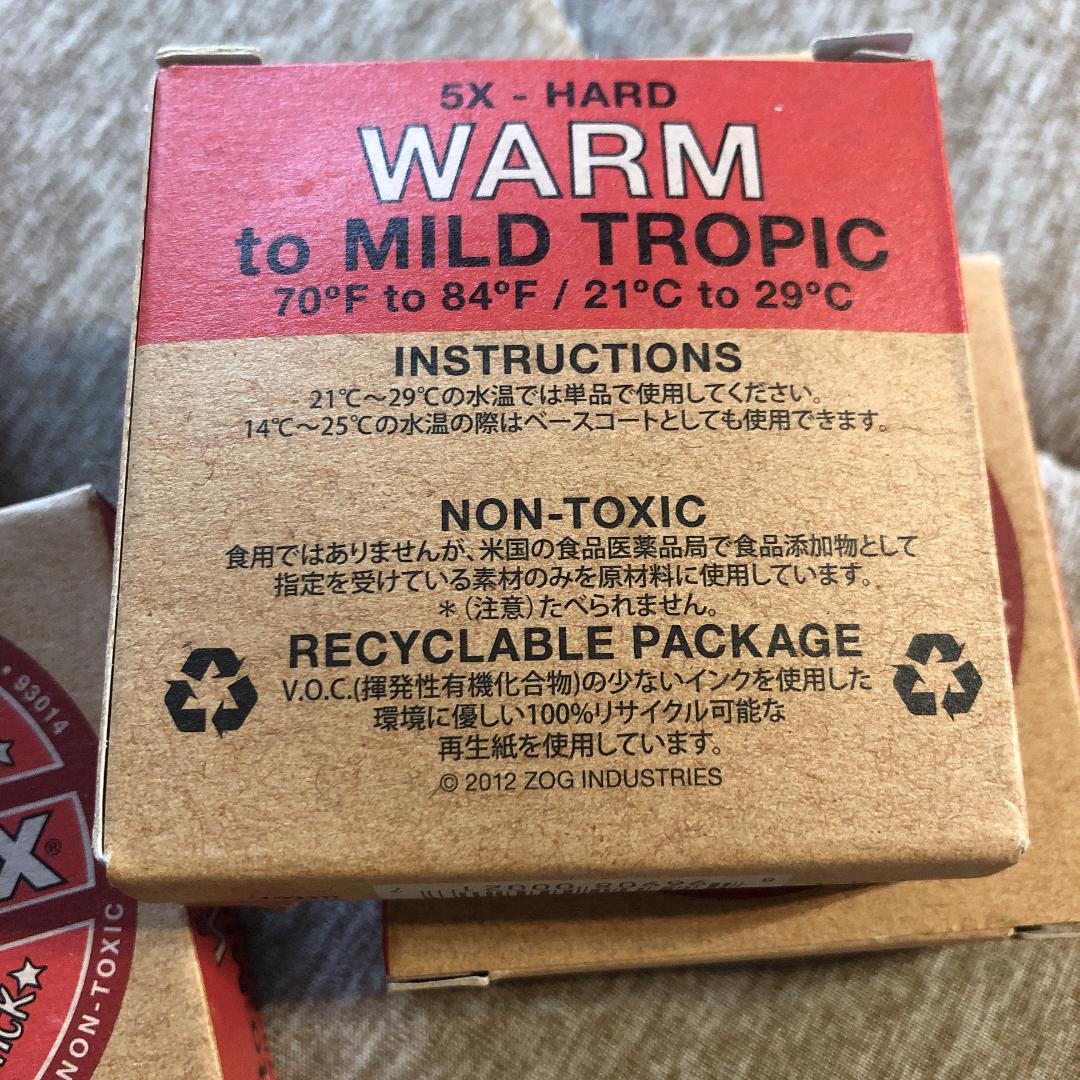 5X - HARD
WARM
to MILD TROPIC
70ºF to 84ºF / 21ºC to 29ºC
INSTRUCTIONS
21℃～29℃の水温では単品で使用してください。
14℃～25℃の水温の際はベースコートとしても使用できます。
NON-TOXIC
食用ではありませんが、米国の食品医薬品局で食品添加物として
指定を受けている素材のみを原材料に使用しています。
＊（注意）たべられません。
RECYCLABLE PACKAGE
V.O.C.(揮発性有機化合物)の少ないインクを使用した
環境に優しい100%リサイクル可能な
再生紙を使用しています。
© 2012 ZOG INDUSTRIES
• 93014
X®
NON-TOXIC